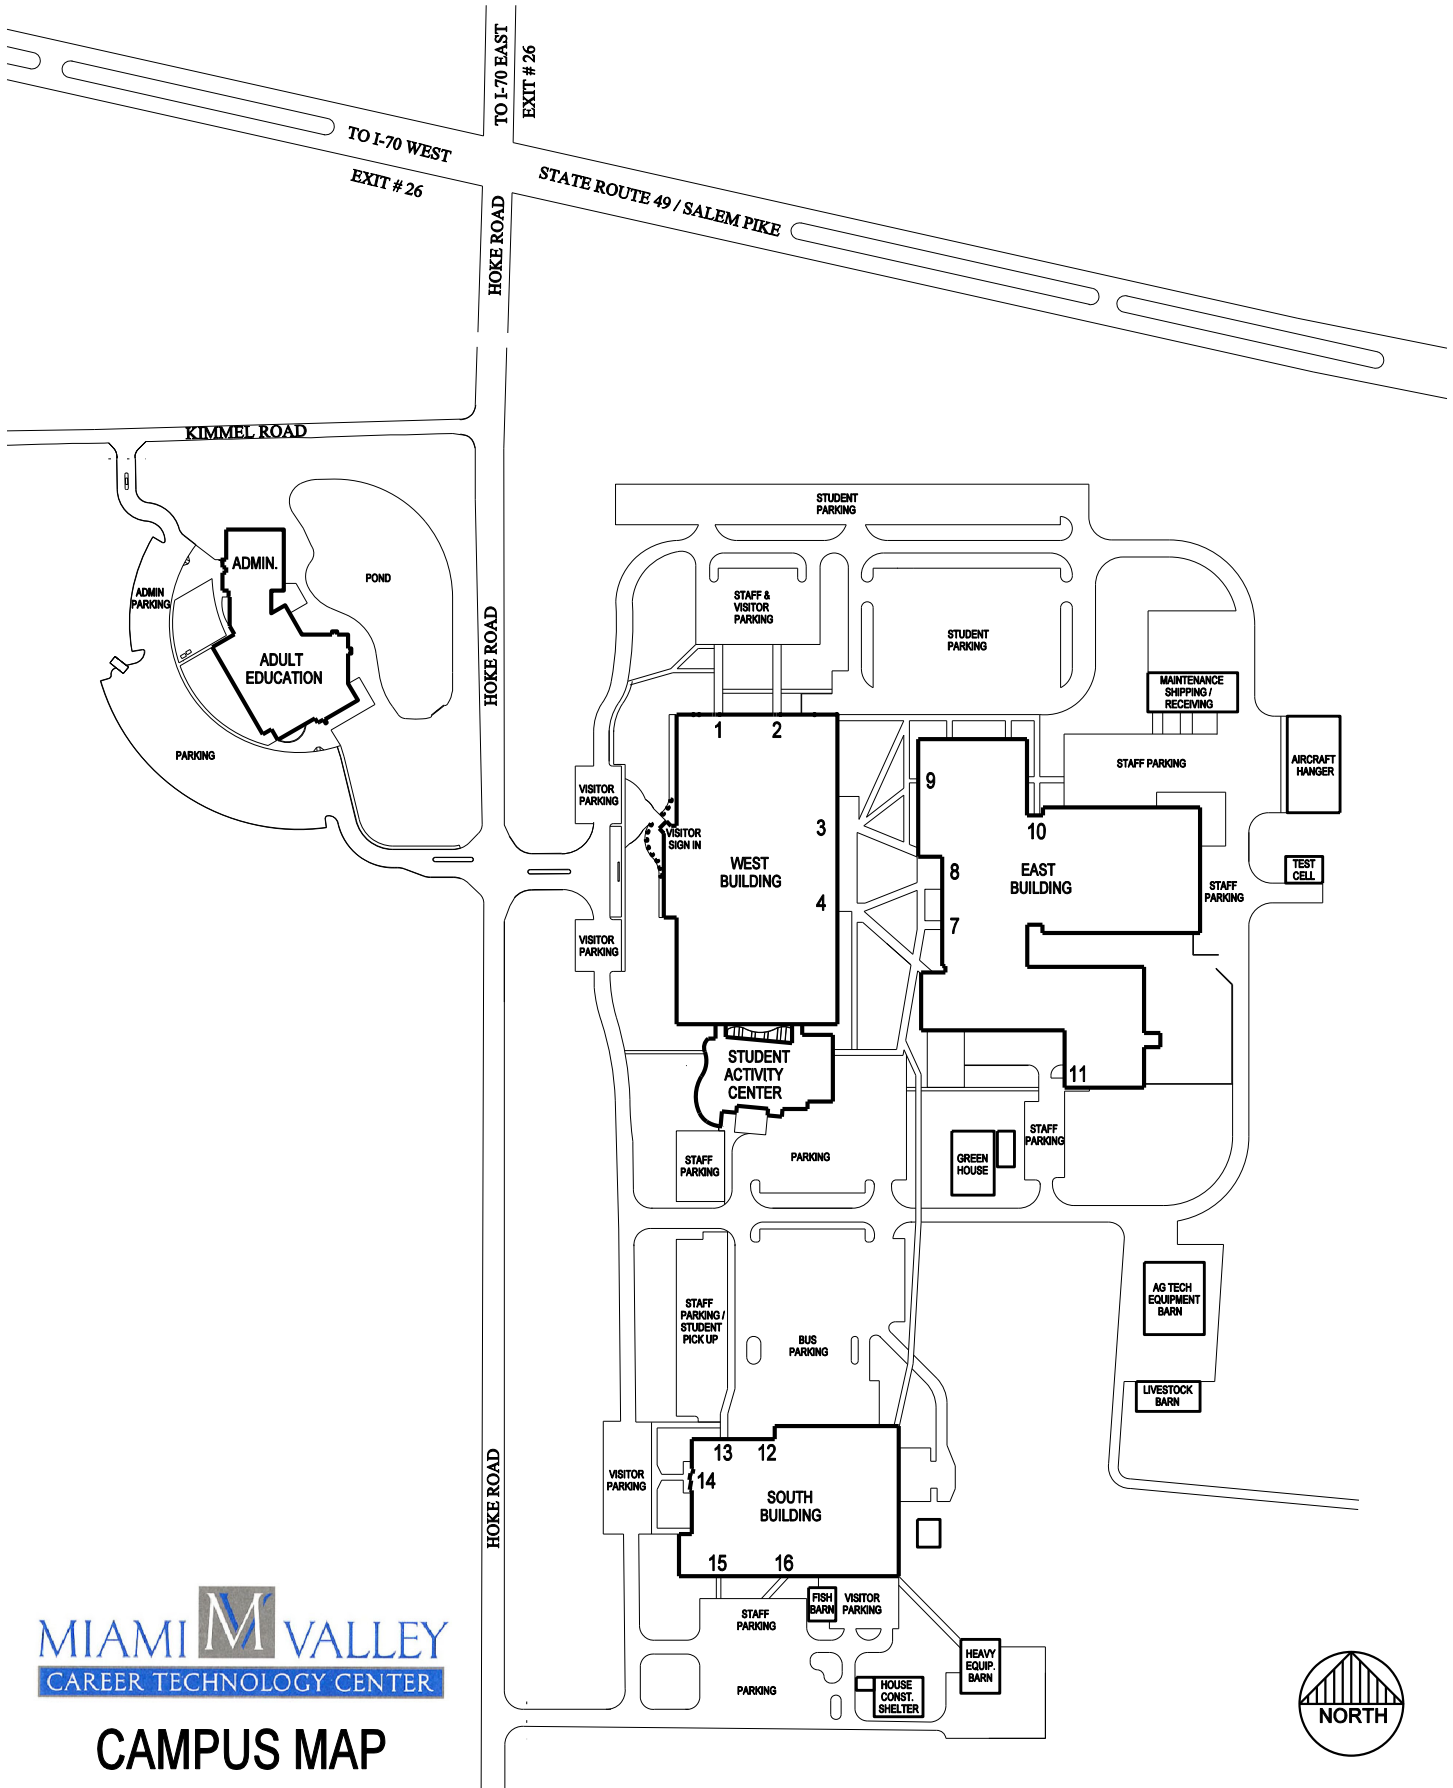 TO I-70 EAST
EXIT # 26
TO I-70 WEST
EXIT # 26
STATE ROUTE 49 / SALEM PIKE
HOKE ROAD
KIMMEL ROAD
STUDENT
PARKING
ADMIN.
POND
ADMIN
PARKING
STAFF &
VISITOR
PARKING
STUDENT
PARKING
HOKE ROAD
ADULT
EDUCATION
MAINTENANCE
SHIPPING /
RECEIVING
PARKING
1
2
STAFF PARKING
AIRCRAFT
HANGER
VISITOR
PARKING
9
VISITOR
SIGN IN
3
10
WEST
BUILDING
8
EAST
BUILDING
TEST
CELL
STAFF
PARKING
4
7
VISITOR
PARKING
STUDENT
ACTIVITY
CENTER
11
STAFF
PARKING
STAFF
PARKING
PARKING
GREEN
HOUSE
AG TECH
EQUIPMENT
BARN
STAFF
PARKING /
STUDENT
PICK UP
BUS
PARKING
LIVESTOCK
BARN
HOKE ROAD
13
12
VISITOR
PARKING
14
SOUTH
BUILDING
15
16
FISH
BARN
VISITOR
PARKING
STAFF
PARKING
HEAVY
EQUIP.
BARN
PARKING
HOUSE
CONST.
SHELTER
MIAMI MV VALLEY
CAREER TECHNOLOGY CENTER
CAMPUS MAP
NORTH